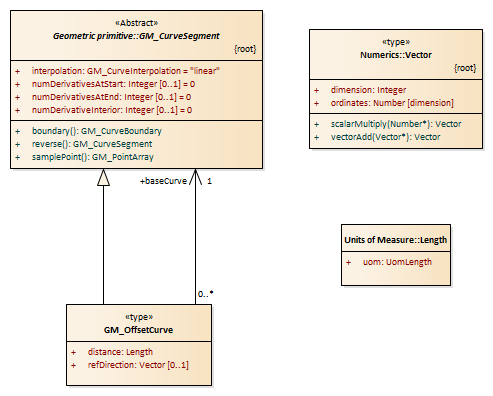 «Abstract»
Geometric primitive::GM_CurveSegment
{root}
+ interpolation: GM_CurveInterpolation = "linear"
+ numDerivativesAtStart: Integer [0..1] = 0
+ numDerivativesAtEnd: Integer [0..1] = 0
+ numDerivativeInterior: Integer [0..1] = 0
+ boundary(): GM_CurveBoundary
+ reverse(): GM_CurveSegment
+ samplePoint(): GM_PointArray
«type»
Numerics::Vector
{root}
+ dimension: Integer
+ ordinates: Number [dimension]
+ scalarMultiply(Number*): Vector
+ vectorAdd(Vector*): Vector
+baseCurve 1
Units of Measure::Length
+ uom: UomLength
0..*
«type»
GM_OffsetCurve
+ distance: Length
+ refDirection: Vector [0..1]